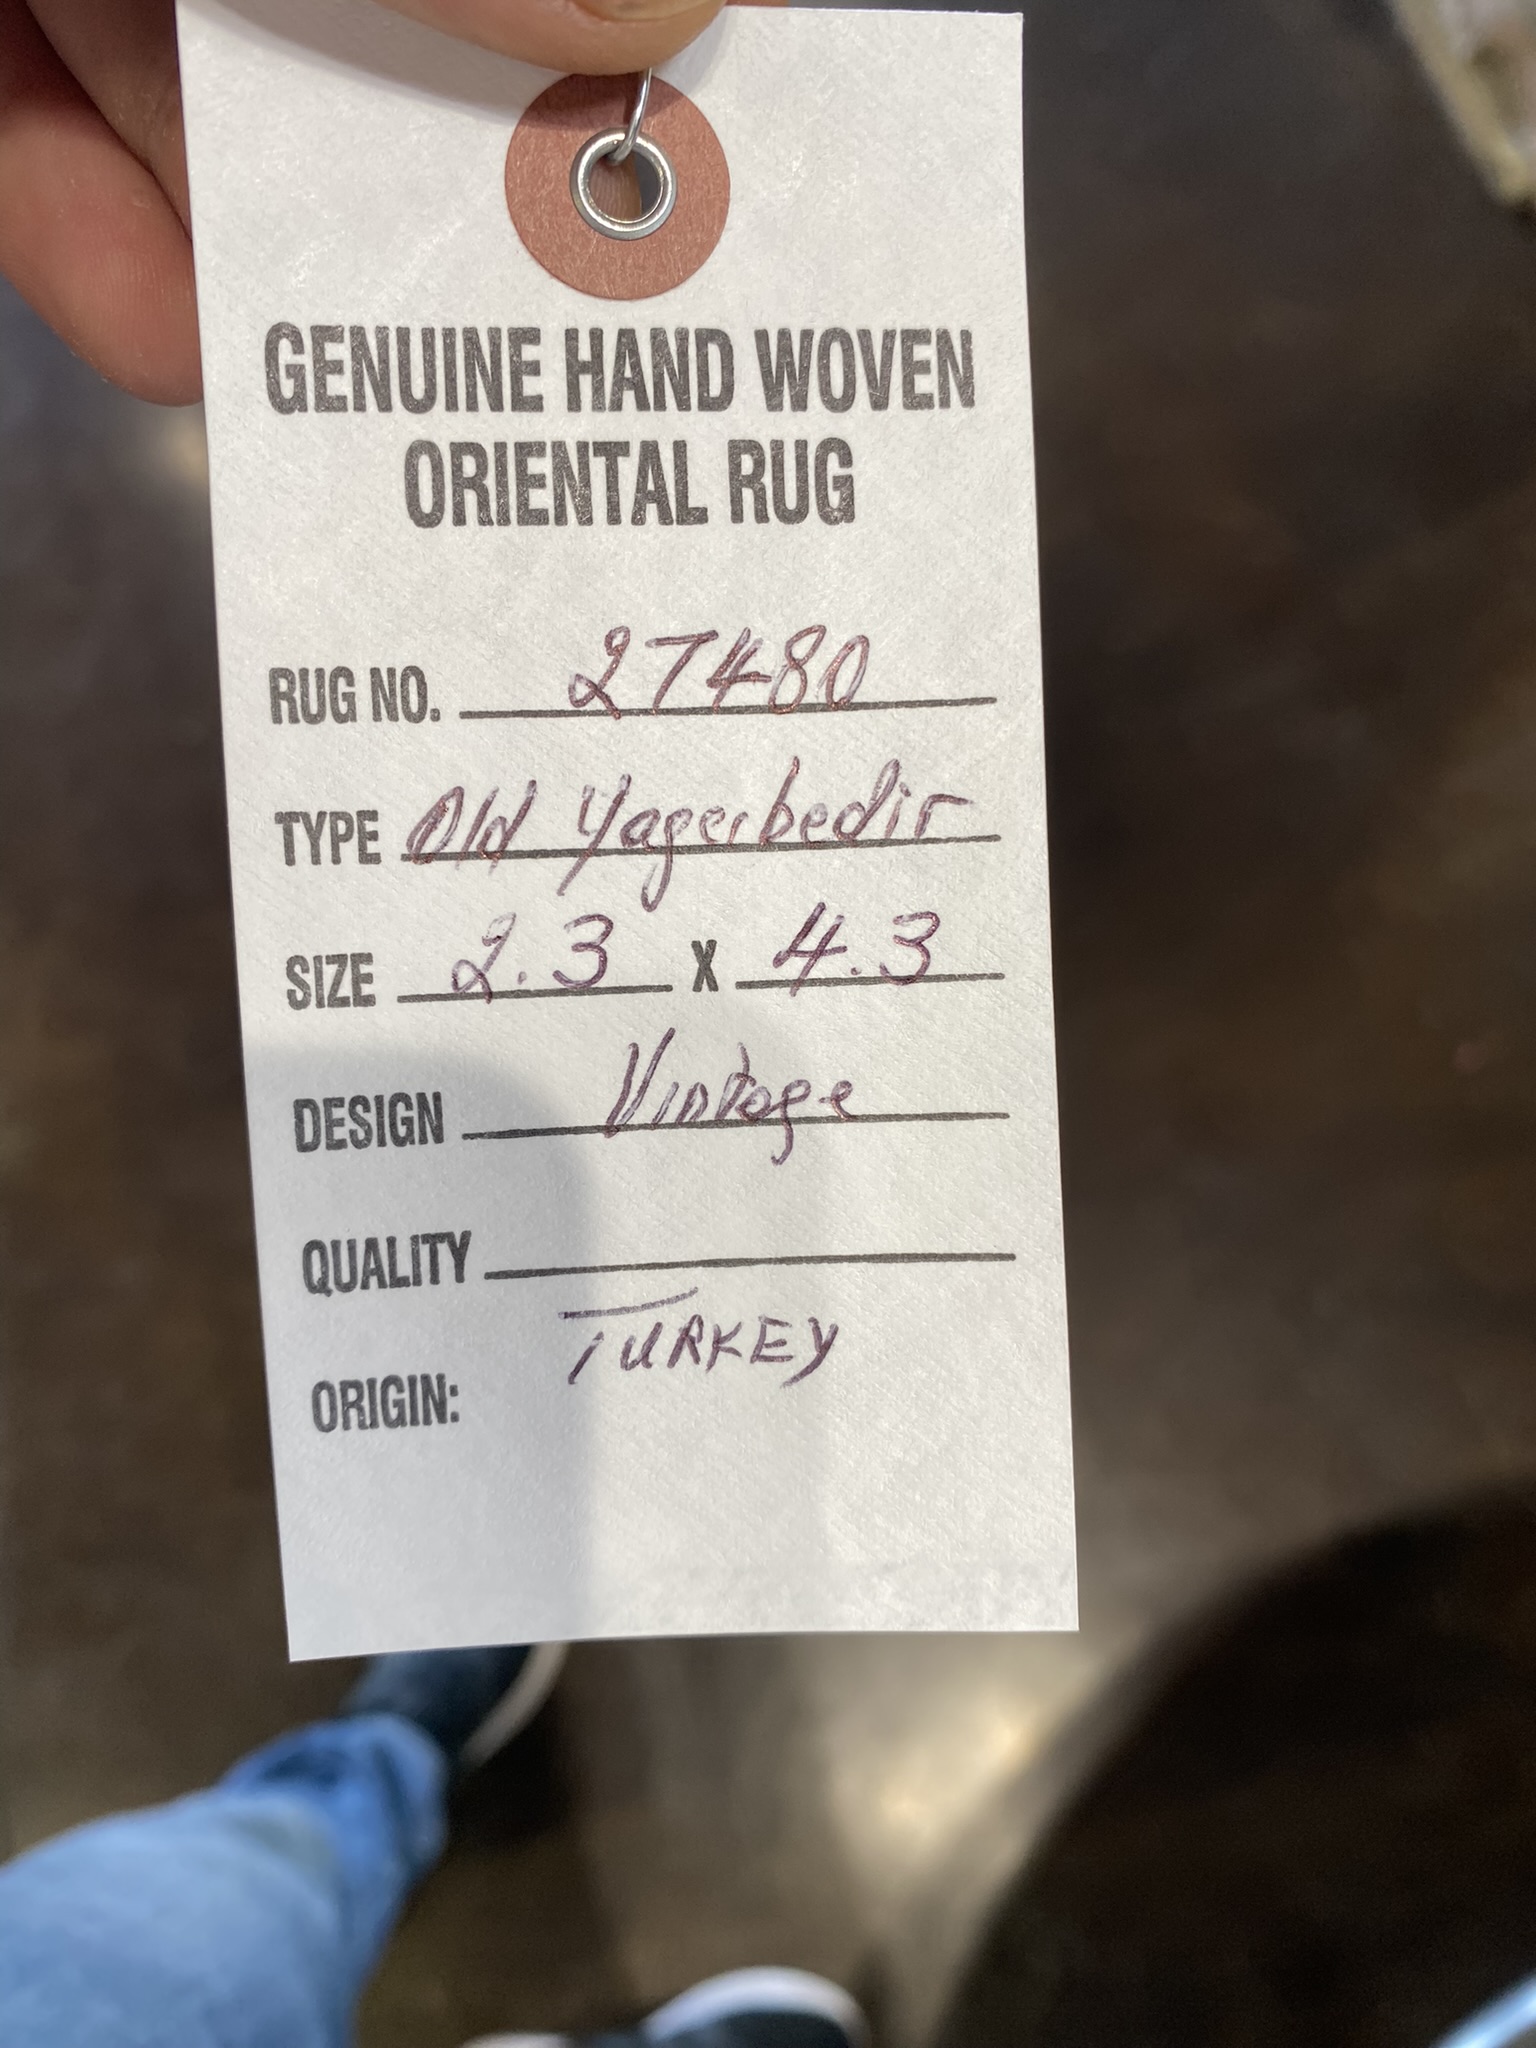 GENUINE HAND WOVEN
ORIENTAL RUG
RUG NO. 27480
TYPE Old Yagerbedir
SIZE 2.3 X 4.3
DESIGN Vintage
QUALITY
TURKEY
ORIGIN: